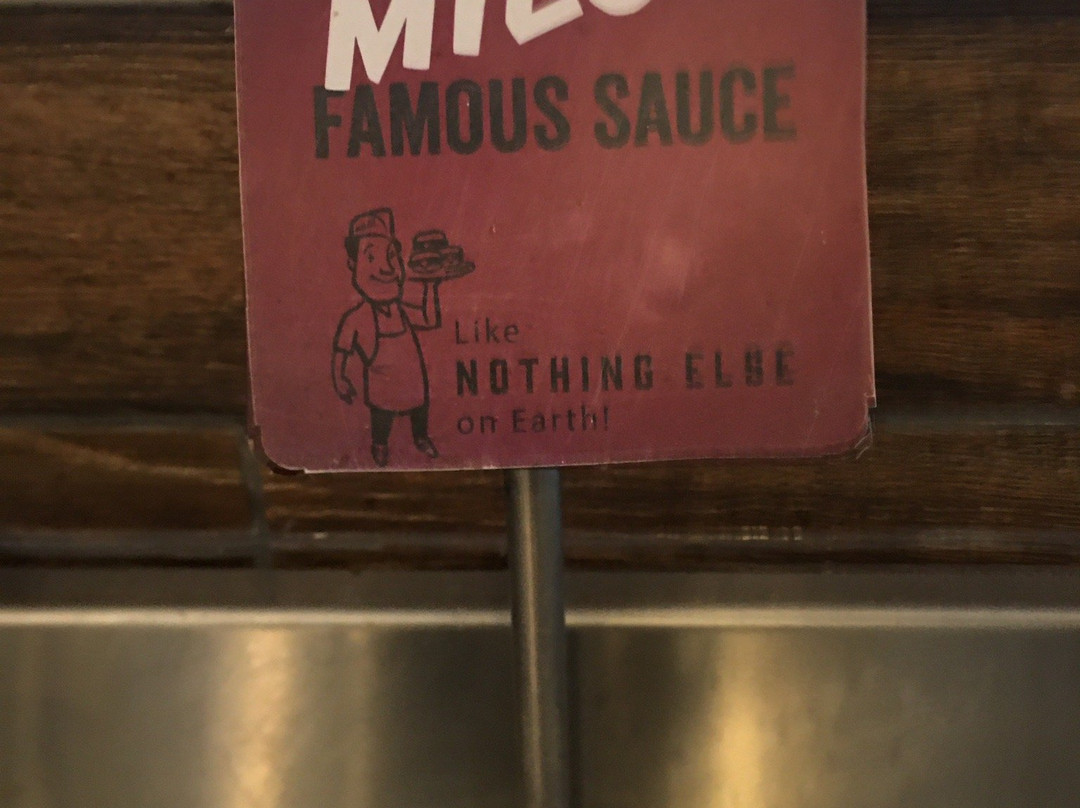 FAMOUS SAUCE
Like
NOTHING ELSE
on Earth!